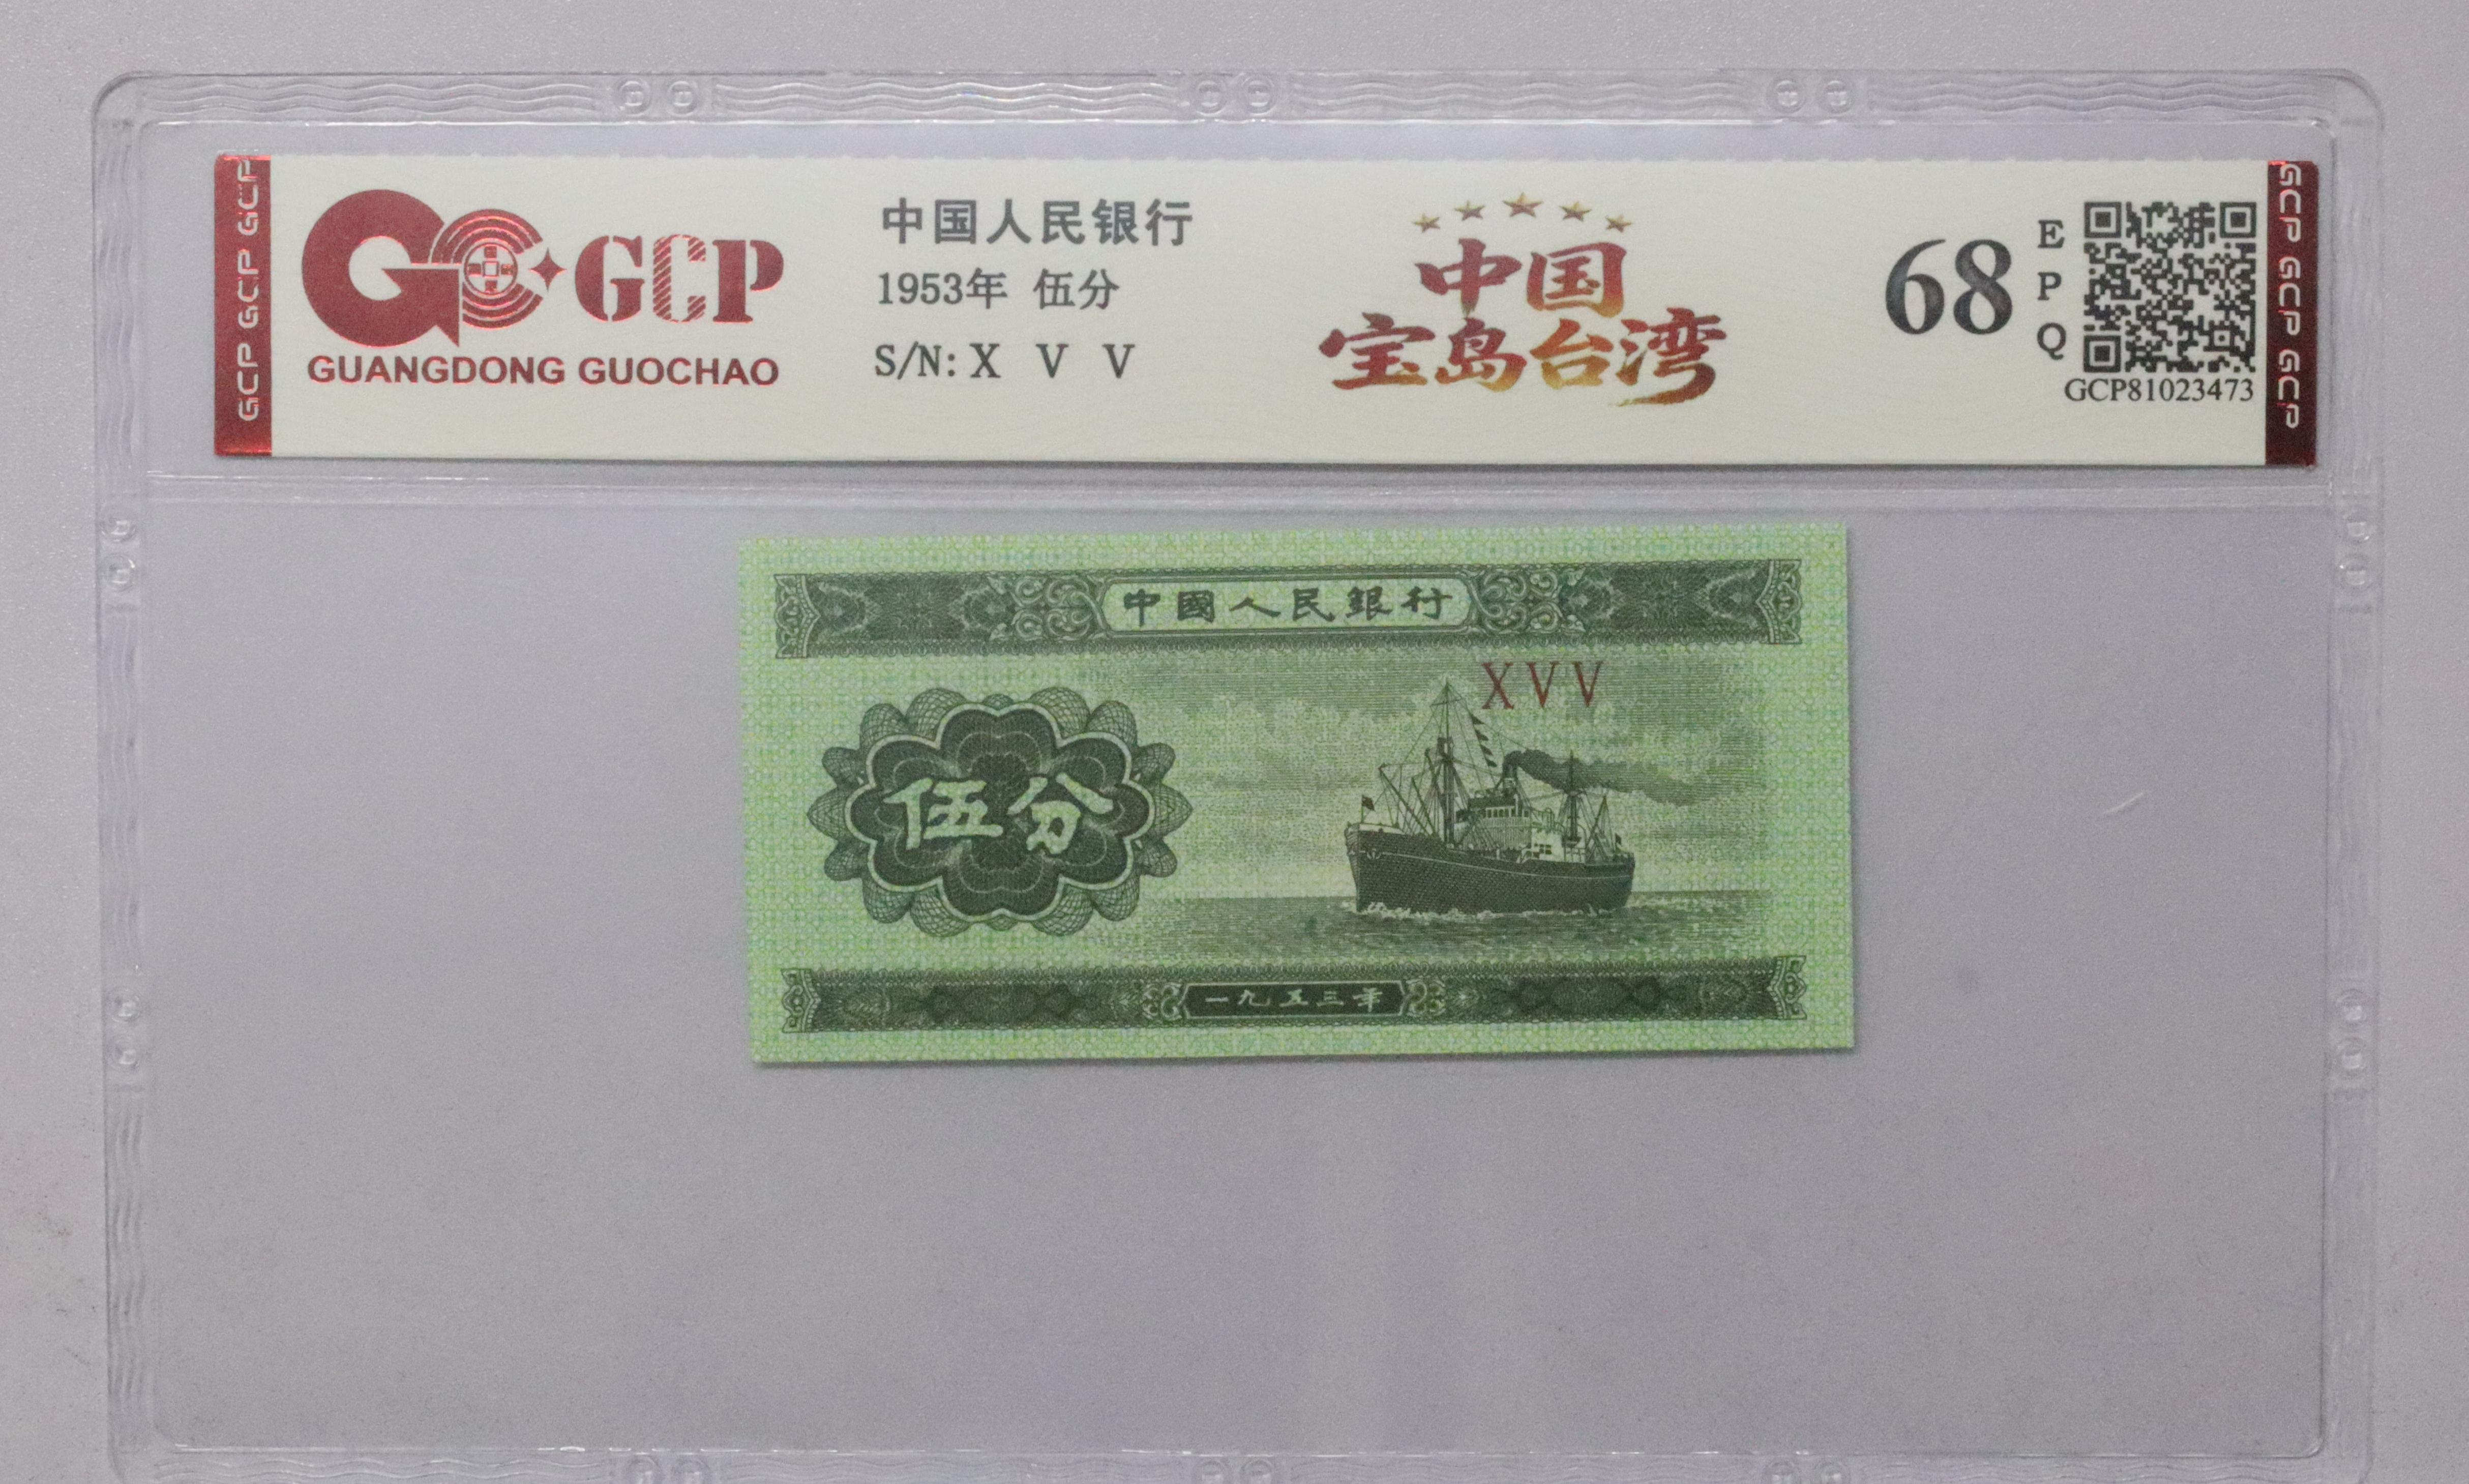 GCP GCP GCP
GCP
GUANGDONG GUOCHAO
中国人民银行
1953年 伍分
S/N: X V V
中国
宝岛台湾
68
E
P
Q
GCP81023473
GCP GCP GCP
中國人民銀行
XVV
伍分
一九五三年